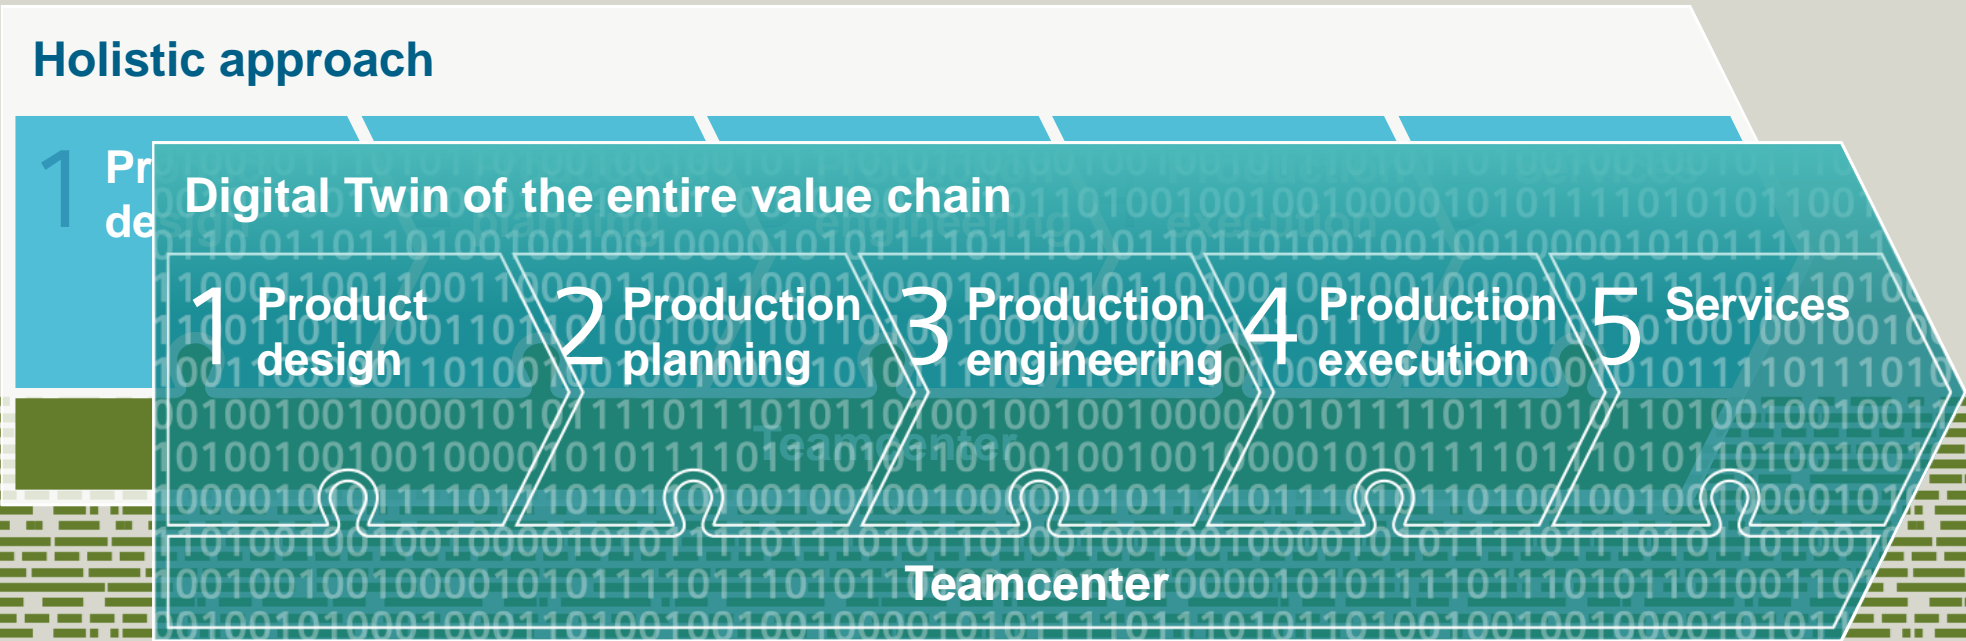 Holistic approach
1 Pr
de
Digital Twin of the entire value chain
1 Product
design
2 Production
planning
3 Production
engineering
4 Production
execution
5 Services
Teamcenter